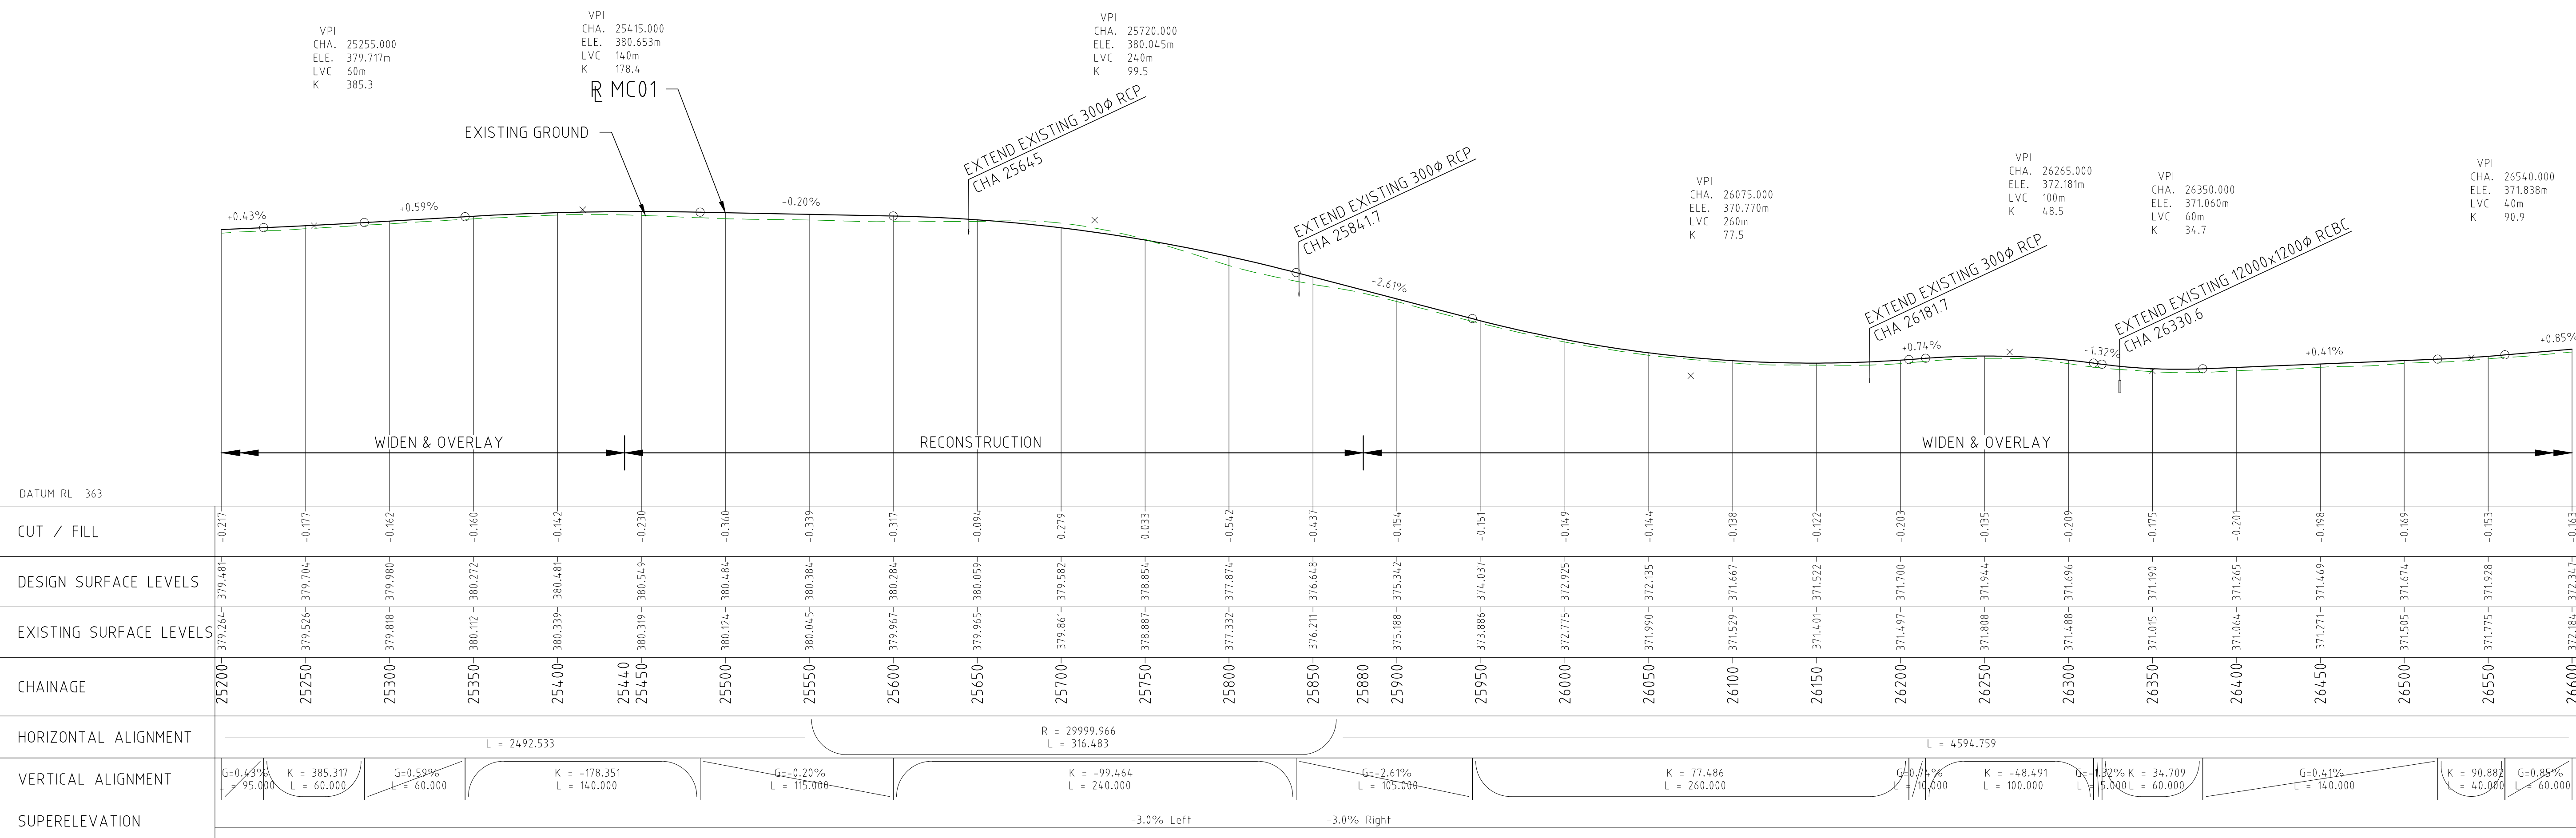 VPI
CHA. 25255.000
ELE. 379.717m
LVC 60m
K 385.3
VPI
CHA. 25415.000
ELE. 380.653m
LVC 140m
K 178.4
RL MC01
EXISTING GROUND
VPI
CHA. 25720.000
ELE. 380.045m
LVC 240m
K 99.5
EXTEND EXISTING 300Ø RCP
CHA 25645
EXTEND EXISTING 300Ø RCP
CHA 25841.7
VPI
CHA. 26075.000
ELE. 370.770m
LVC 260m
K 77.5
VPI
CHA. 26265.000
ELE. 372.181m
LVC 100m
K 48.5
VPI
CHA. 26350.000
ELE. 371.060m
LVC 60m
K 34.7
VPI
CHA. 26540.000
ELE. 371.838m
LVC 40m
K 90.9
EXTEND EXISTING 300Ø RCP
CHA 26181.7
EXTEND EXISTING 12000x1200Ø RCBC
CHA 26330.6
+0.43% +0.59% -0.20% -2.61% +0.74% -1.32% +0.41% +0.85%
WIDEN & OVERLAY RECONSTRUCTION WIDEN & OVERLAY
DATUM RL 363
CUT / FILL -0.217 -0.177 -0.162 -0.160 -0.142 -0.230 -0.360 -0.339 -0.317 -0.094 0.279 0.033 -0.542 -0.437 -0.154 -0.151 -0.149 -0.144 -0.138 -0.122 -0.203 -0.135 -0.209 -0.175 -0.201 -0.198 -0.169 -0.153 -0.163
DESIGN SURFACE LEVELS 379.481 379.704 379.980 380.272 380.481 380.549 380.484 380.384 380.284 380.059 379.582 378.854 377.874 376.648 375.342 374.037 372.925 372.135 371.667 371.522 371.700 371.944 371.696 371.190 371.265 371.469 371.674 371.928 372.347
EXISTING SURFACE LEVELS 379.264 379.526 379.818 380.112 380.339 380.319 380.124 380.045 379.967 379.965 379.861 378.887 377.332 376.211 375.188 373.886 372.775 371.990 371.529 371.401 371.497 371.808 371.488 371.015 371.064 371.271 371.505 371.775 372.184
CHAINAGE 25200 25250 25300 25350 25400 25440 25450 25500 25550 25600 25650 25700 25750 25800 25850 25880 25900 25950 26000 26050 26100 26150 26200 26250 26300 26350 26400 26450 26500 26550 26600
HORIZONTAL ALIGNMENT
L = 2492.533
R = 29999.966
L = 316.483
L = 4594.759
VERTICAL ALIGNMENT
G=0.43% K = 385.317 G=0.59% K = -178.351 G=-0.20% K = -99.464 G=-2.61% K = 77.486 G=0.74% K = -48.491 G=-1.32% K = 34.709 G=0.41% K = 90.882 G=0.85%
L = 95.000 L = 60.000 L = 60.000 L = 140.000 L = 115.000 L = 240.000 L = 105.000 L = 260.000 L = 10.000 L = 100.000 L = 5.000 L = 60.000 L = 140.000 L = 40.000 L = 60.000
SUPERELEVATION -3.0% Left -3.0% Right